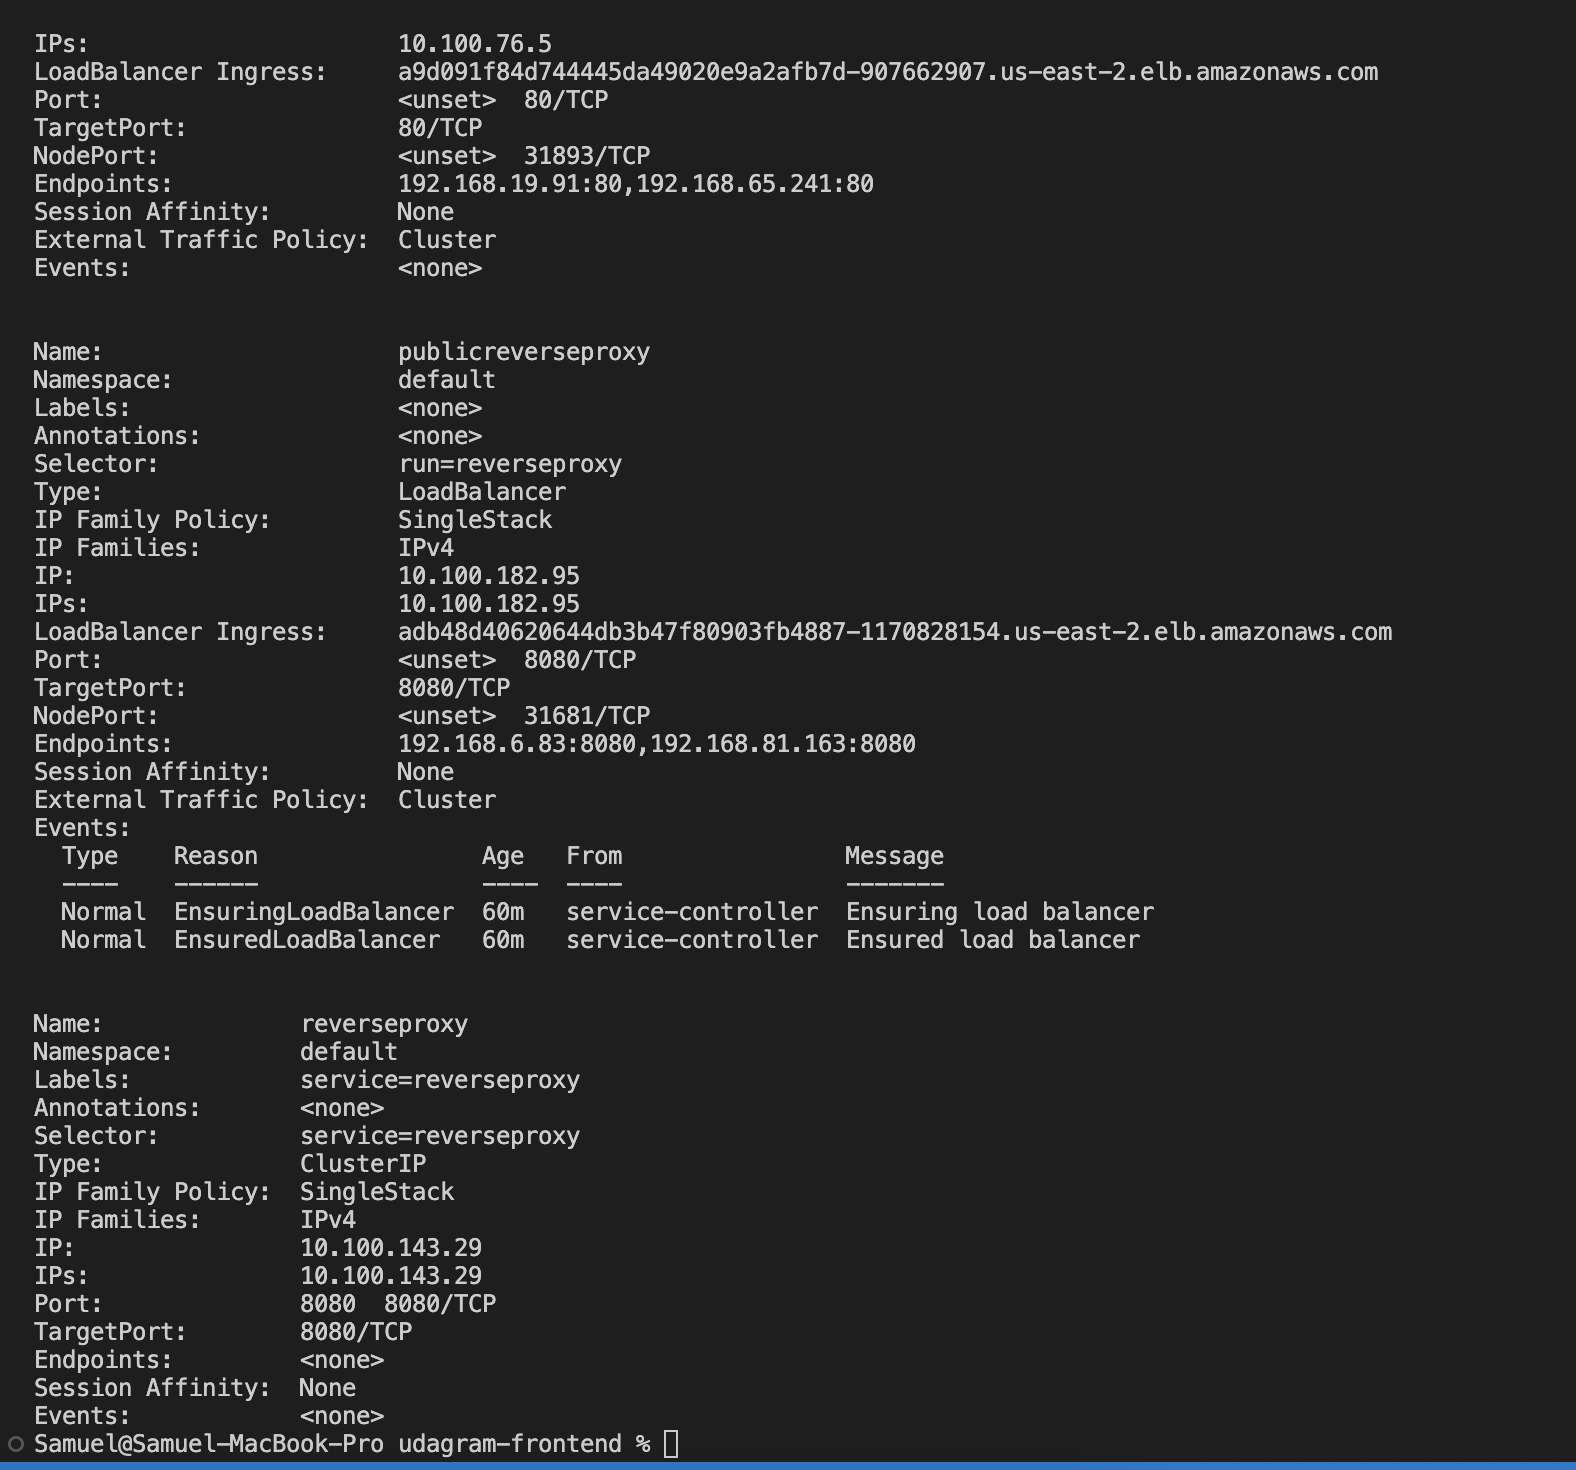 IPs:                      10.100.76.5
LoadBalancer Ingress:     a9d091f84d744445da49020e9a2afb7d-907662907.us-east-2.elb.amazonaws.com
Port:                     <unset>  80/TCP
TargetPort:               80/TCP
NodePort:                 <unset>  31893/TCP
Endpoints:                192.168.19.91:80,192.168.65.241:80
Session Affinity:         None
External Traffic Policy:  Cluster
Events:                   <none>


Name:                     publicreverseproxy
Namespace:                default
Labels:                   <none>
Annotations:              <none>
Selector:                 run=reverseproxy
Type:                     LoadBalancer
IP Family Policy:         SingleStack
IP Families:              IPv4
IP:                       10.100.182.95
IPs:                      10.100.182.95
LoadBalancer Ingress:     adb48d40620644db3b47f80903fb4887-1170828154.us-east-2.elb.amazonaws.com
Port:                     <unset>  8080/TCP
TargetPort:               8080/TCP
NodePort:                 <unset>  31681/TCP
Endpoints:                192.168.6.83:8080,192.168.81.163:8080
Session Affinity:         None
External Traffic Policy:  Cluster
Events:
  Type    Reason                Age   From                Message
  ----    ------                ----  ----                -------
  Normal  EnsuringLoadBalancer  60m   service-controller  Ensuring load balancer
  Normal  EnsuredLoadBalancer   60m   service-controller  Ensured load balancer


Name:              reverseproxy
Namespace:         default
Labels:            service=reverseproxy
Annotations:       <none>
Selector:          service=reverseproxy
Type:              ClusterIP
IP Family Policy:  SingleStack
IP Families:       IPv4
IP:                10.100.143.29
IPs:               10.100.143.29
Port:              8080  8080/TCP
TargetPort:        8080/TCP
Endpoints:         <none>
Session Affinity:  None
Events:            <none>
Samuel@Samuel-MacBook-Pro udagram-frontend %